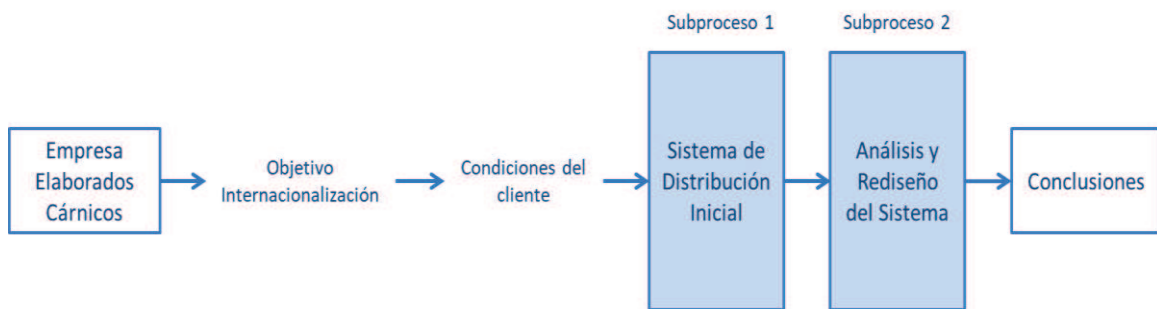 Subproceso 1
Subproceso 2
Empresa
Elaborados
Cárnicos
Objetivo
Internacionalización
Condiciones del
cliente
Sistema de
Distribución
Inicial
Análisis y
Rediseño
del Sistema
Conclusiones